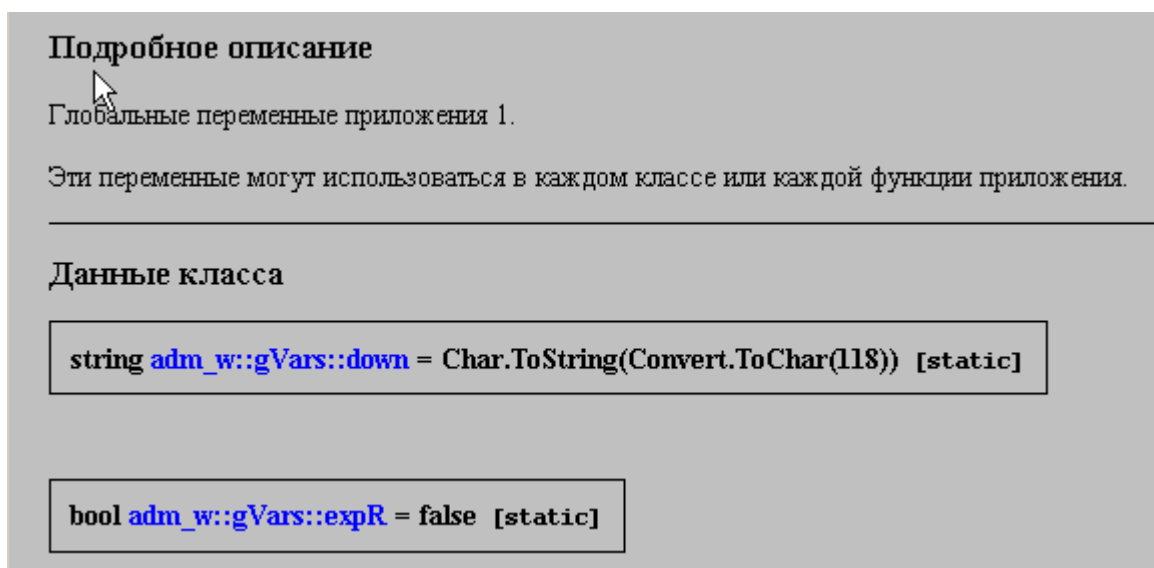 Подробное описание
Глобальные переменные приложения 1.
Эти переменные могут использоваться в каждом классе или каждой функции приложения.
Данные класса
string adm_w::gVars::down = Char.ToString(Convert.ToChar(118)) [static]
bool adm_w::gVars::expR = false [static]